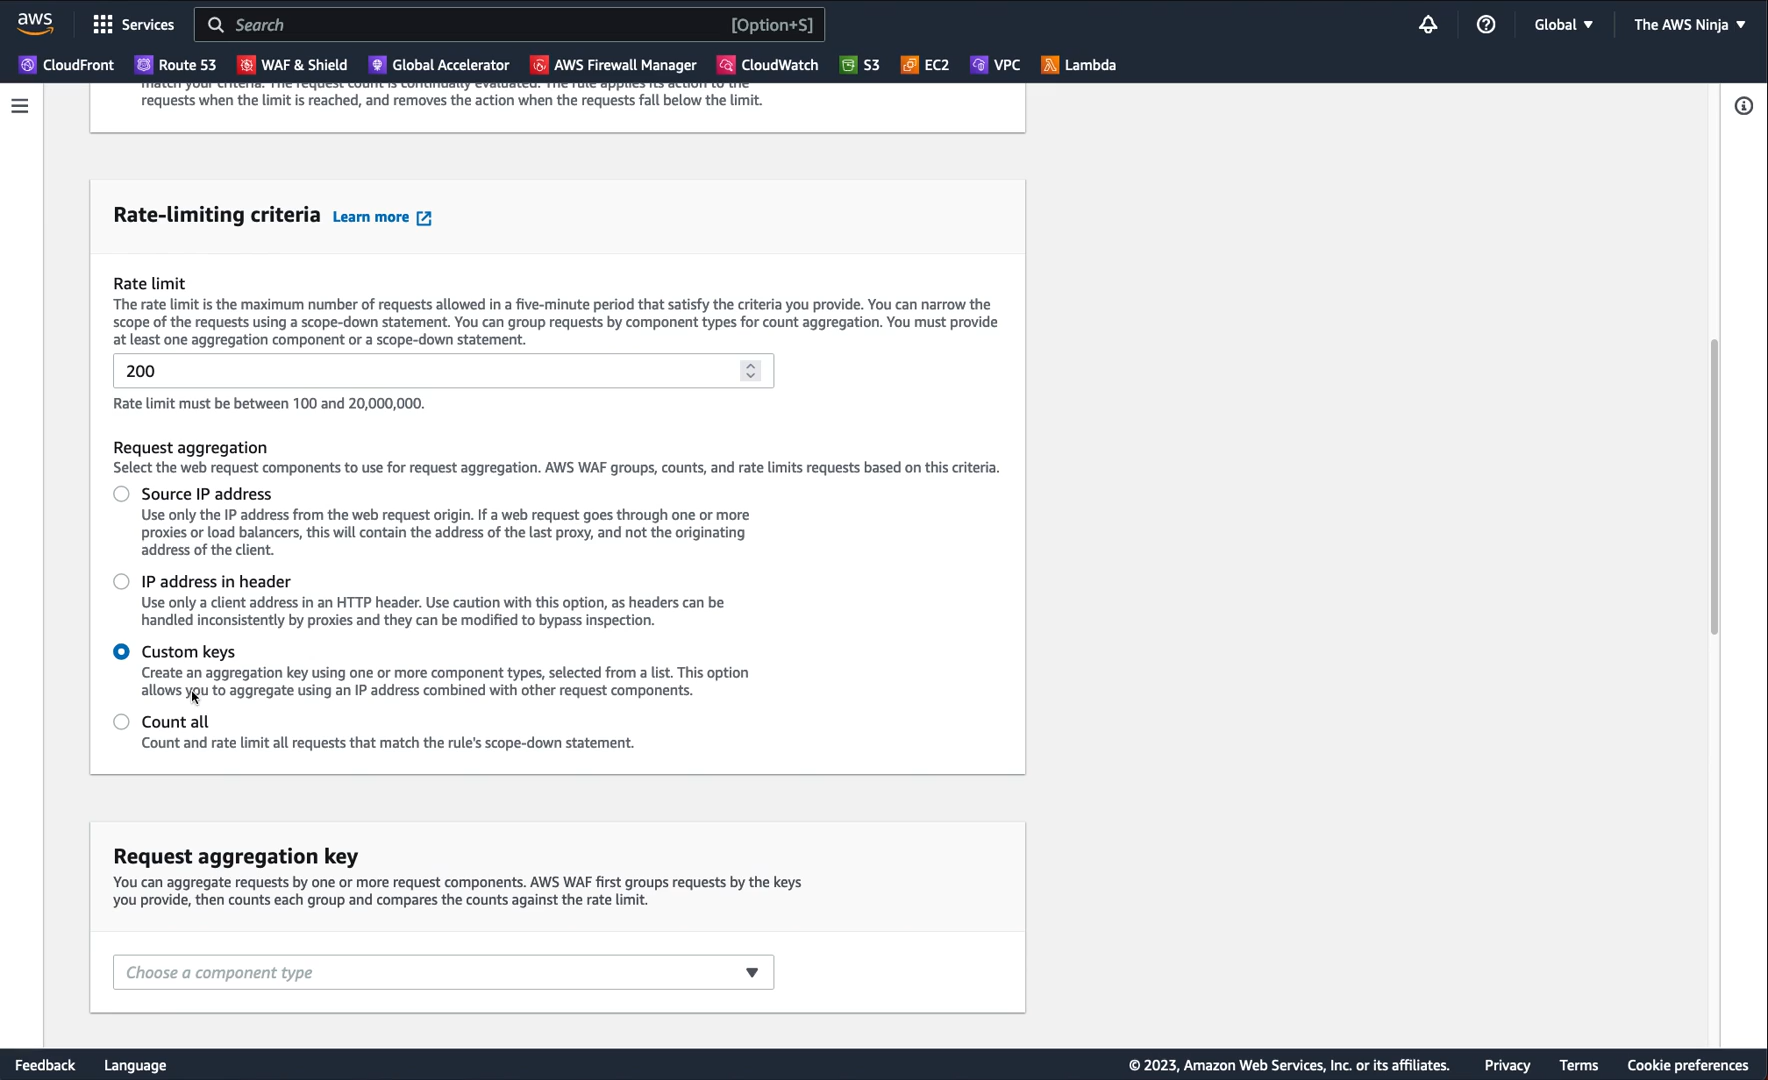 aws
Services
Search
[Option+S]
Global
The AWS Ninja
CloudFront
Route 53
WAF & Shield
Global Accelerator
AWS Firewall Manager
CloudWatch
S3
EC2
VPC
Lambda
match your criteria. The request count is continually evaluated. The rule applies its action to the
requests when the limit is reached, and removes the action when the requests fall below the limit.
Rate-limiting criteria Learn more
Rate limit
The rate limit is the maximum number of requests allowed in a five-minute period that satisfy the criteria you provide. You can narrow the
scope of the requests using a scope-down statement. You can group requests by component types for count aggregation. You must provide
at least one aggregation component or a scope-down statement.
200
Rate limit must be between 100 and 20,000,000.
Request aggregation
Select the web request components to use for request aggregation. AWS WAF groups, counts, and rate limits requests based on this criteria.
Source IP address
Use only the IP address from the web request origin. If a web request goes through one or more
proxies or load balancers, this will contain the address of the last proxy, and not the originating
address of the client.
IP address in header
Use only a client address in an HTTP header. Use caution with this option, as headers can be
handled inconsistently by proxies and they can be modified to bypass inspection.
Custom keys
Create an aggregation key using one or more component types, selected from a list. This option
allows you to aggregate using an IP address combined with other request components.
Count all
Count and rate limit all requests that match the rule's scope-down statement.
Request aggregation key
You can aggregate requests by one or more request components. AWS WAF first groups requests by the keys
you provide, then counts each group and compares the counts against the rate limit.
Choose a component type
Feedback
Language
© 2023, Amazon Web Services, Inc. or its affiliates.
Privacy
Terms
Cookie preferences